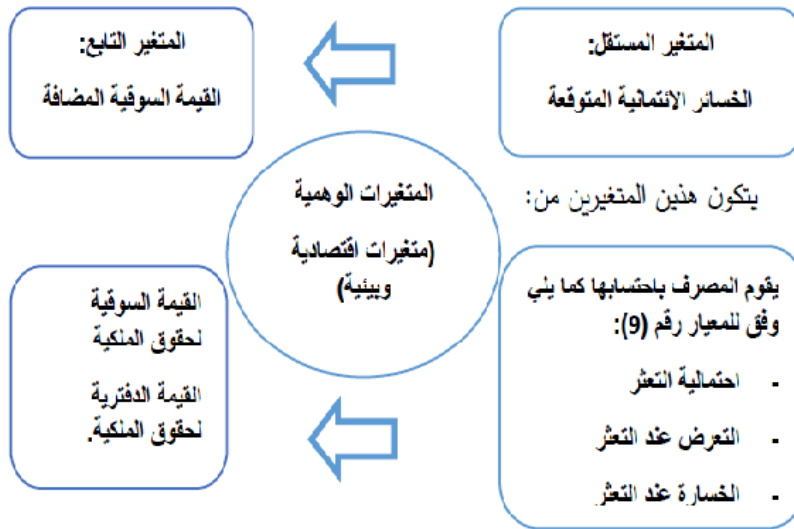 المتغير المستقل:
الخسائر الائتمانية المتوقعة
المتغير التابع:
القيمة السوقية المضافة
المتغيرات الوهمية
(متغيرات اقتصادية
وبيئية)
يتكون هذين المتغيرين من:
يقوم المصرف باحتسابها كما يلي
وفق للمعيار رقم (9):
- احتمالية التعثر
- التعرض عند التعثر
- الخسارة عند التعثر
القيمة السوقية
لحقوق الملكية
القيمة الدفترية
لحقوق الملكية.